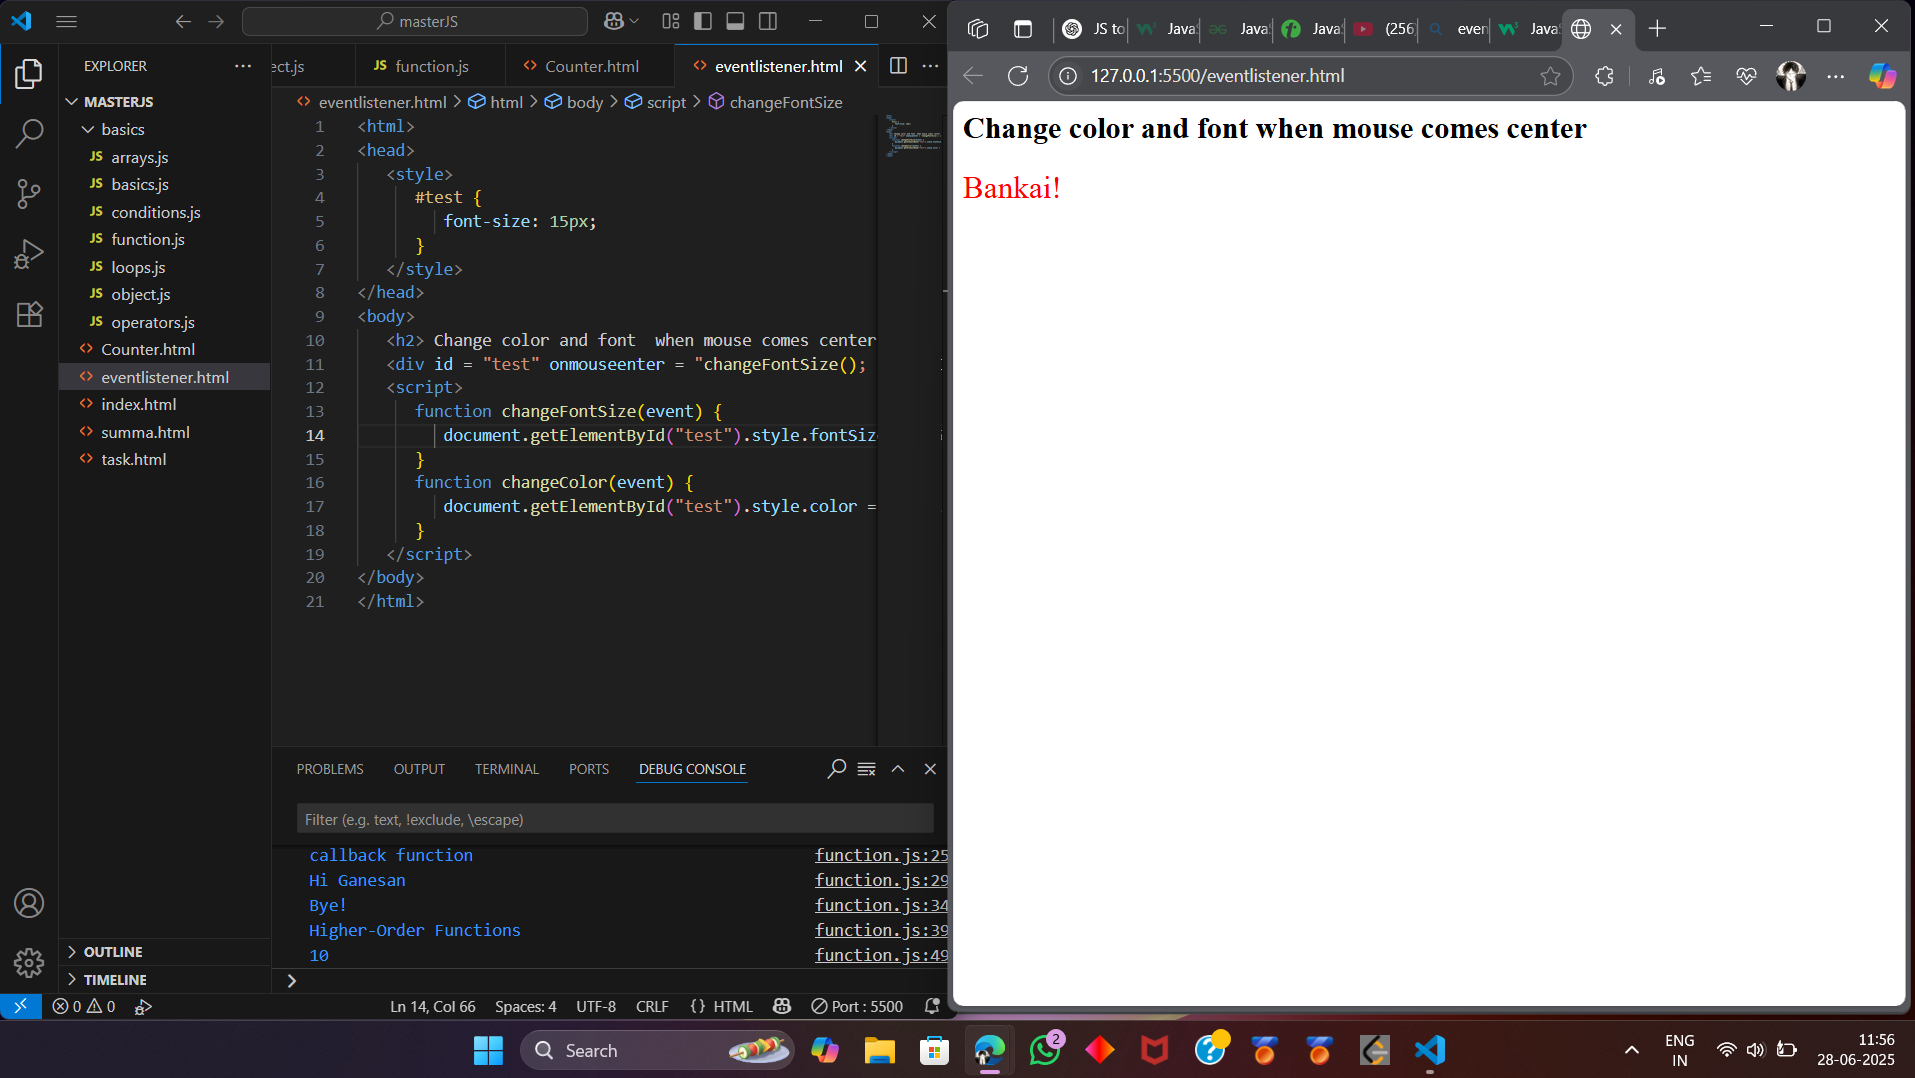 masterJS
EXPLORER
MASTERJS
basics
JS arrays.js
JS basics.js
JS conditions.js
JS function.js
JS loops.js
JS object.js
JS operators.js
Counter.html
eventlistener.html
index.html
summa.html
task.html
OUTLINE
TIMELINE
ect.js
JS function.js
Counter.html
eventlistener.html
eventlistener.html > html > body > script > changeFontSize
1 <html>
2 <head>
3 <style>
4 #test {
5 font-size: 15px;
6 }
7 </style>
8 </head>
9 <body>
10 <h2> Change color and font  when mouse comes center
11 <div id = "test" onmouseenter = "changeFontSize();
12 <script>
13 function changeFontSize(event) {
14 document.getElementById("test").style.fontSiz
15 }
16 function changeColor(event) {
17 document.getElementById("test").style.color =
18 }
19 </script>
20 </body>
21 </html>
PROBLEMS OUTPUT TERMINAL PORTS DEBUG CONSOLE
Filter (e.g. text, !exclude, \escape)
callback function function.js:25
Hi Ganesan function.js:29
Bye! function.js:34
Higher-Order Functions function.js:39
10 function.js:49
0 0 Ln 14, Col 66 Spaces: 4 UTF-8 CRLF {} HTML Port : 5500
JS to JavaS JavaS JavaS (256) even JavaS
127.0.0.1:5500/eventlistener.html
Change color and font when mouse comes center
Bankai!
Search
2
ENG
IN
11:56
28-06-2025